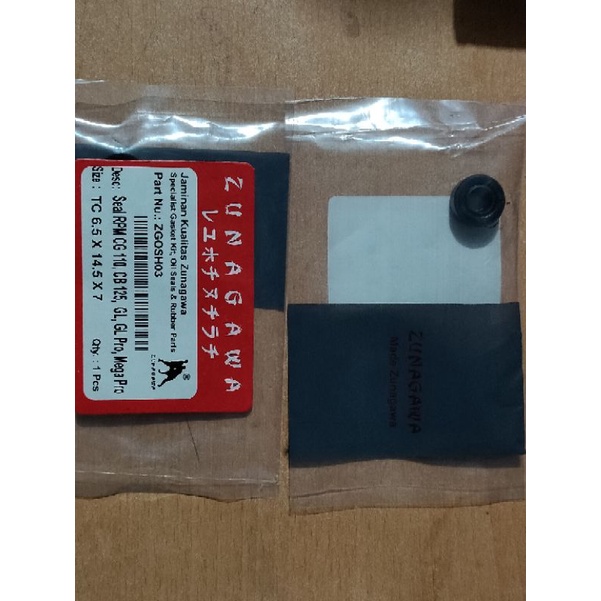 ZUNAGAWA
レユホチヌチラチ
Jaminan Kualitas Zunagawa
Specialist Gasket Kit, Oil Seals & Rubber Parts
Part Nu.: ZGOSH03
®
Desc: Seal RPM CG 110, CB 125, GL, GL Pro, Mega Pro
Size : TC 6.5 X 14.5 X 7
Qty. : 1 Pcs
ZUNAGAWA
Made Zunagawa